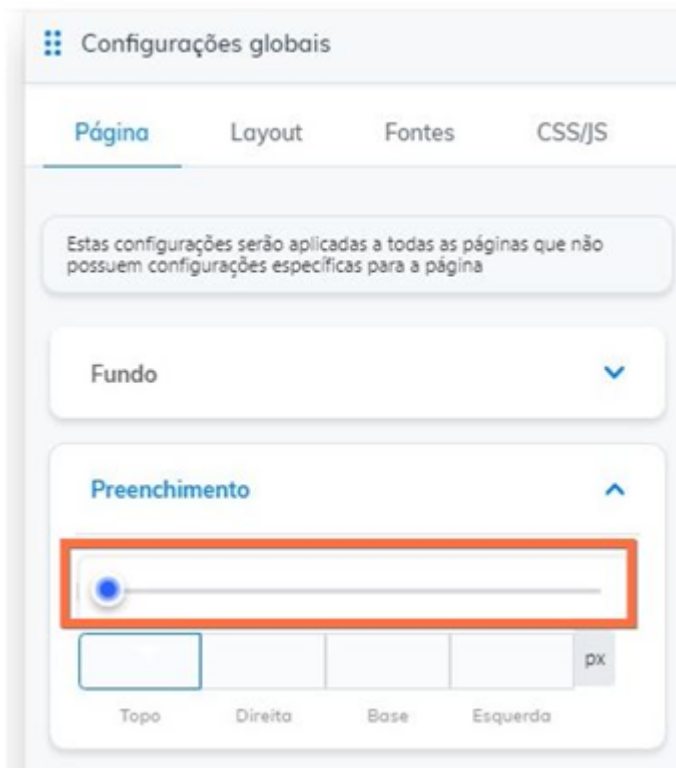 Configurações globais
Página Layout Fontes CSS/JS
Estas configurações serão aplicadas a todas as páginas que não
possuem configurações específicas para a página
Fundo
Preenchimento
px
Topo Direita Base Esquerda